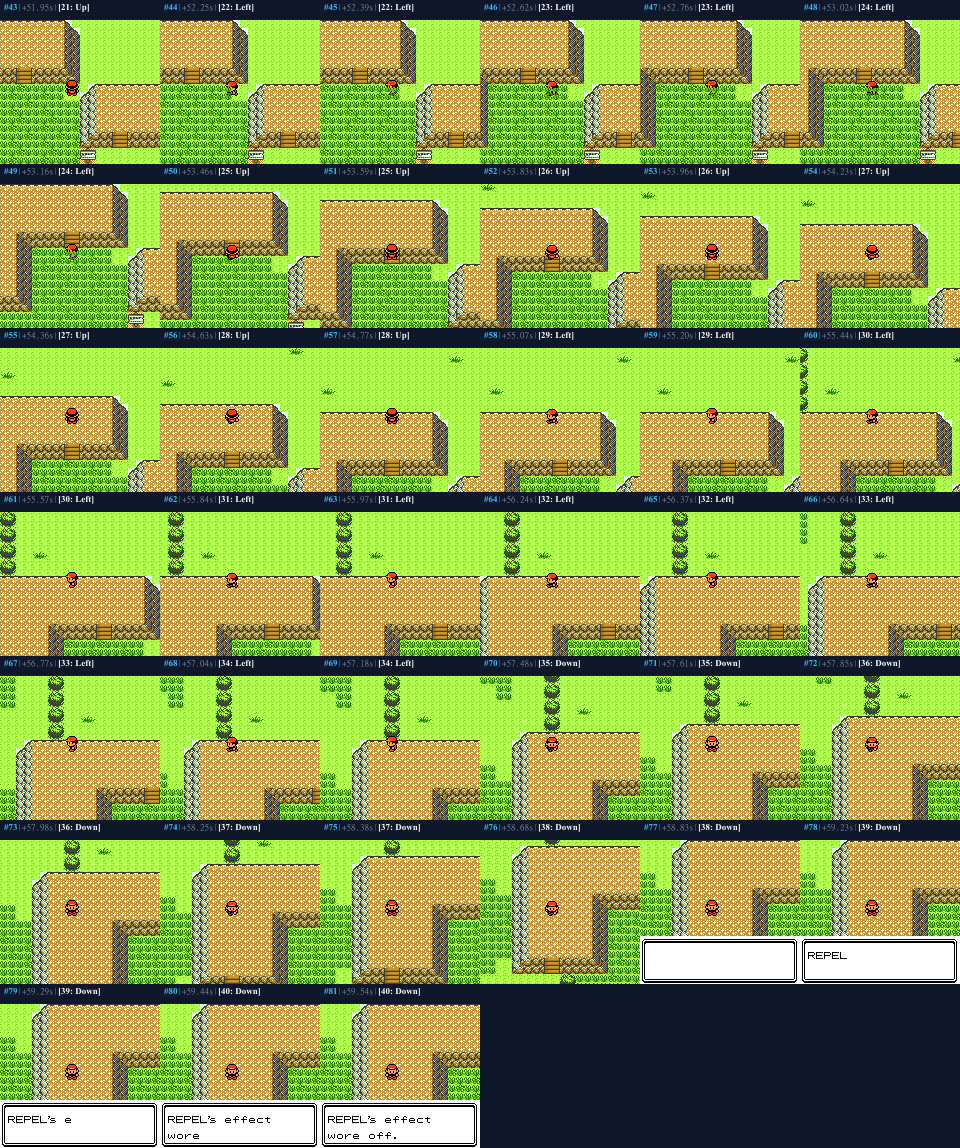 #43|+51.95s|[21: Up]
#44|+52.25s|[22: Left]
#45|+52.39s|[22: Left]
#46|+52.62s|[23: Left]
#47|+52.76s|[23: Left]
#48|+53.02s|[24: Left]
#49|+53.16s|[24: Left]
#50|+53.46s|[25: Up]
#51|+53.59s|[25: Up]
#52|+53.83s|[26: Up]
#53|+53.96s|[26: Up]
#54|+54.23s|[27: Up]
#55|+54.36s|[27: Up]
#56|+54.63s|[28: Up]
#57|+54.77s|[28: Up]
#58|+55.07s|[29: Left]
#59|+55.20s|[29: Left]
#60|+55.44s|[30: Left]
#61|+55.57s|[30: Left]
#62|+55.84s|[31: Left]
#63|+55.97s|[31: Left]
#64|+56.24s|[32: Left]
#65|+56.37s|[32: Left]
#66|+56.64s|[33: Left]
#67|+56.77s|[33: Left]
#68|+57.04s|[34: Left]
#69|+57.18s|[34: Left]
#70|+57.48s|[35: Down]
#71|+57.61s|[35: Down]
#72|+57.85s|[36: Down]
#73|+57.98s|[36: Down]
#74|+58.25s|[37: Down]
#75|+58.38s|[37: Down]
#76|+58.68s|[38: Down]
#77|+58.83s|[38: Down]
#78|+59.23s|[39: Down]
REPEL
#79|+59.29s|[39: Down]
#80|+59.44s|[40: Down]
#81|+59.54s|[40: Down]
REPEL's e
REPEL's effect
wore
REPEL's effect
wore off.